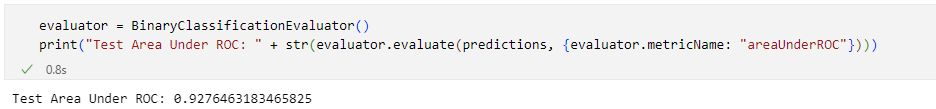 evaluator = BinaryClassificationEvaluator()
print("Test Area Under ROC: " + str(evaluator.evaluate(predictions, {evaluator.metricName: "areaUnderROC"})))
0.8s
Test Area Under ROC: 0.9276463183465825